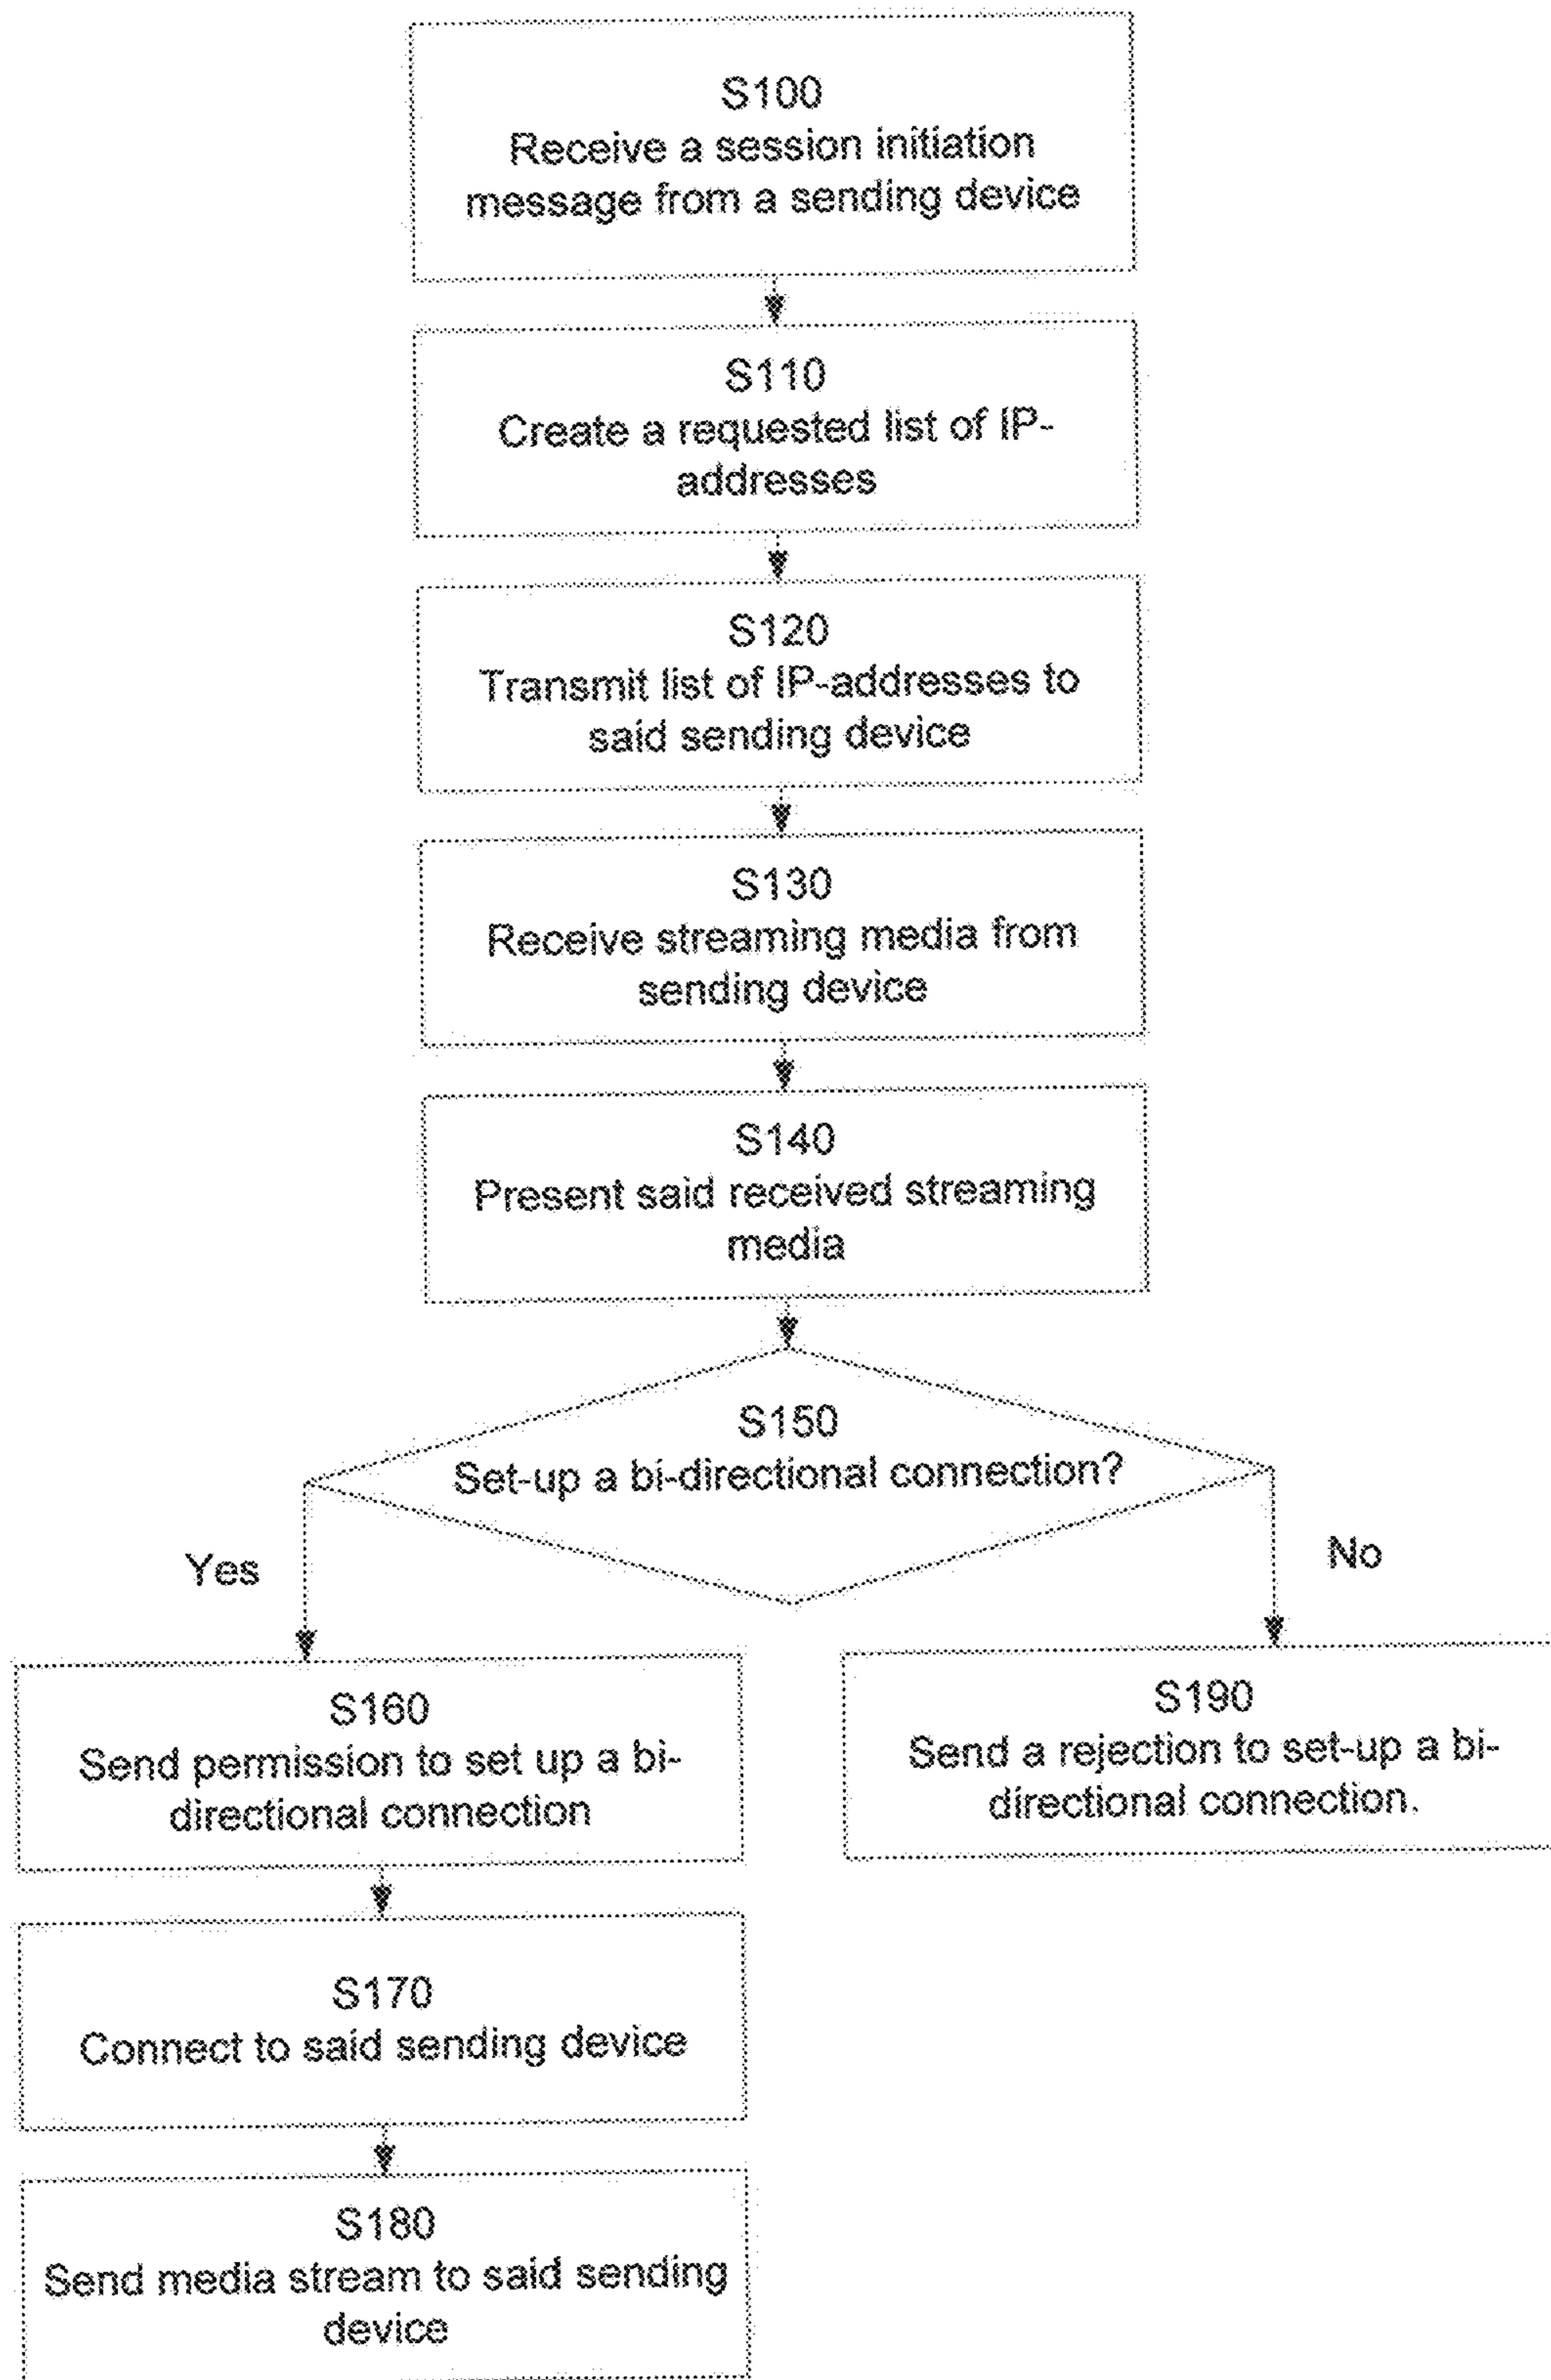 S100
Receive a session initiation
message from a sending device
S110
Create a requested list of IP-
addresses
S120
Transmit list of IP-addresses to
said sending device
S130
Receive streaming media from
sending device
S140
Present said received streaming
media
S150
Set-up a bi-directional connection?
Yes
No
S160
Send permission to set up a bi-
directional connection
S190
Send a rejection to set-up a bi-
directional connection.
S170
Connect to said sending device
S180
Send media stream to said sending
device